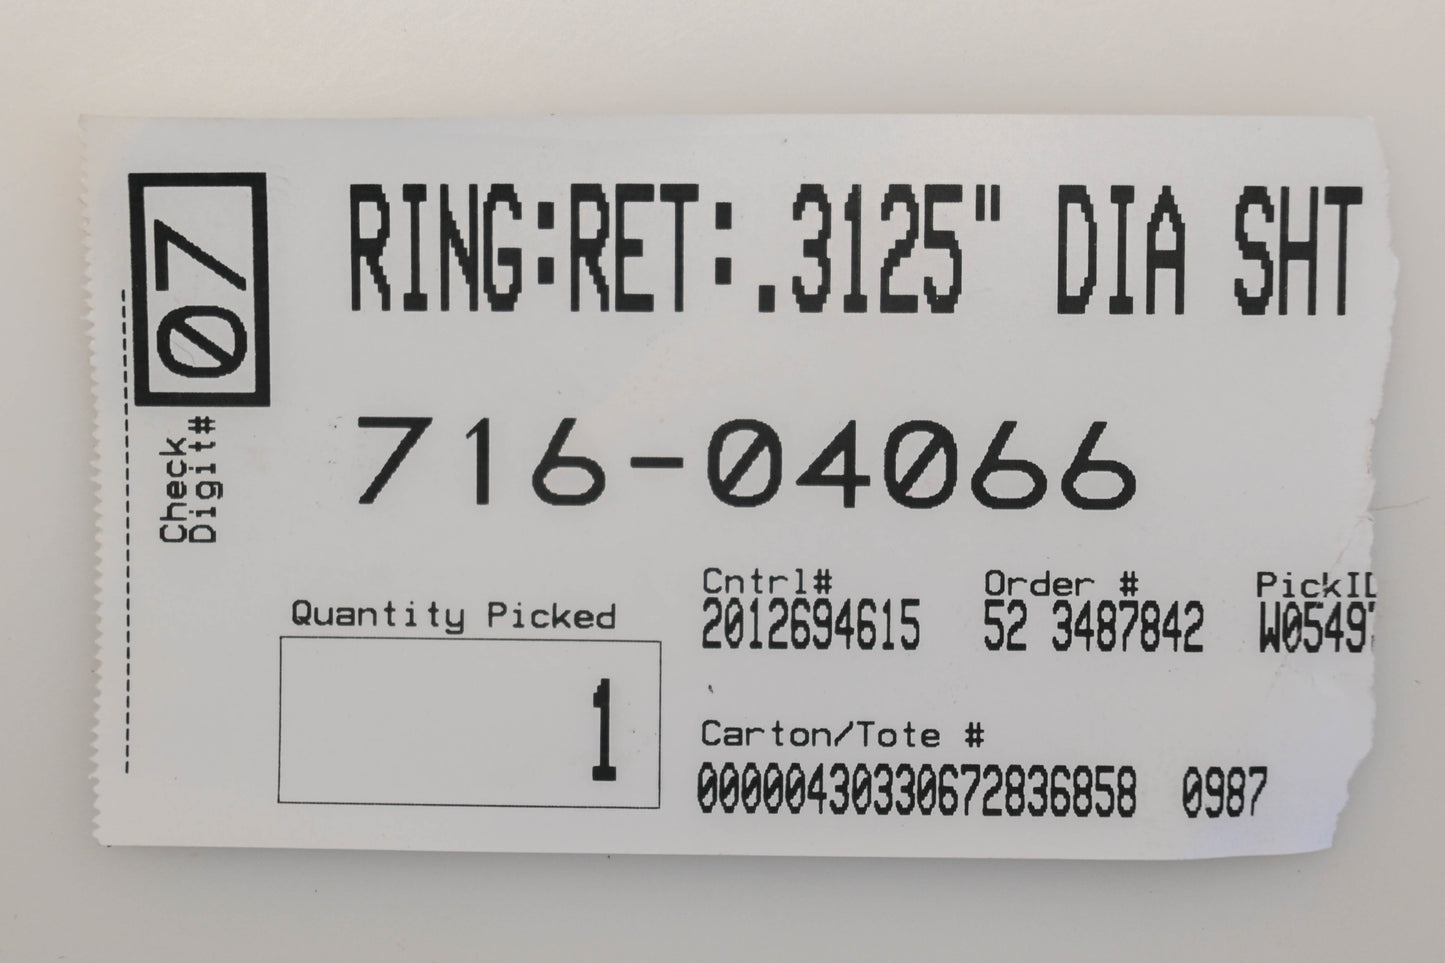 07
Check
Digit#
RING:RET:.3125" DIA SHT
716-04066
Quantity Picked
1
Cntrl# Order #
2012694615 52 3487842
Carton/Tote #
00000430330672836858 0987